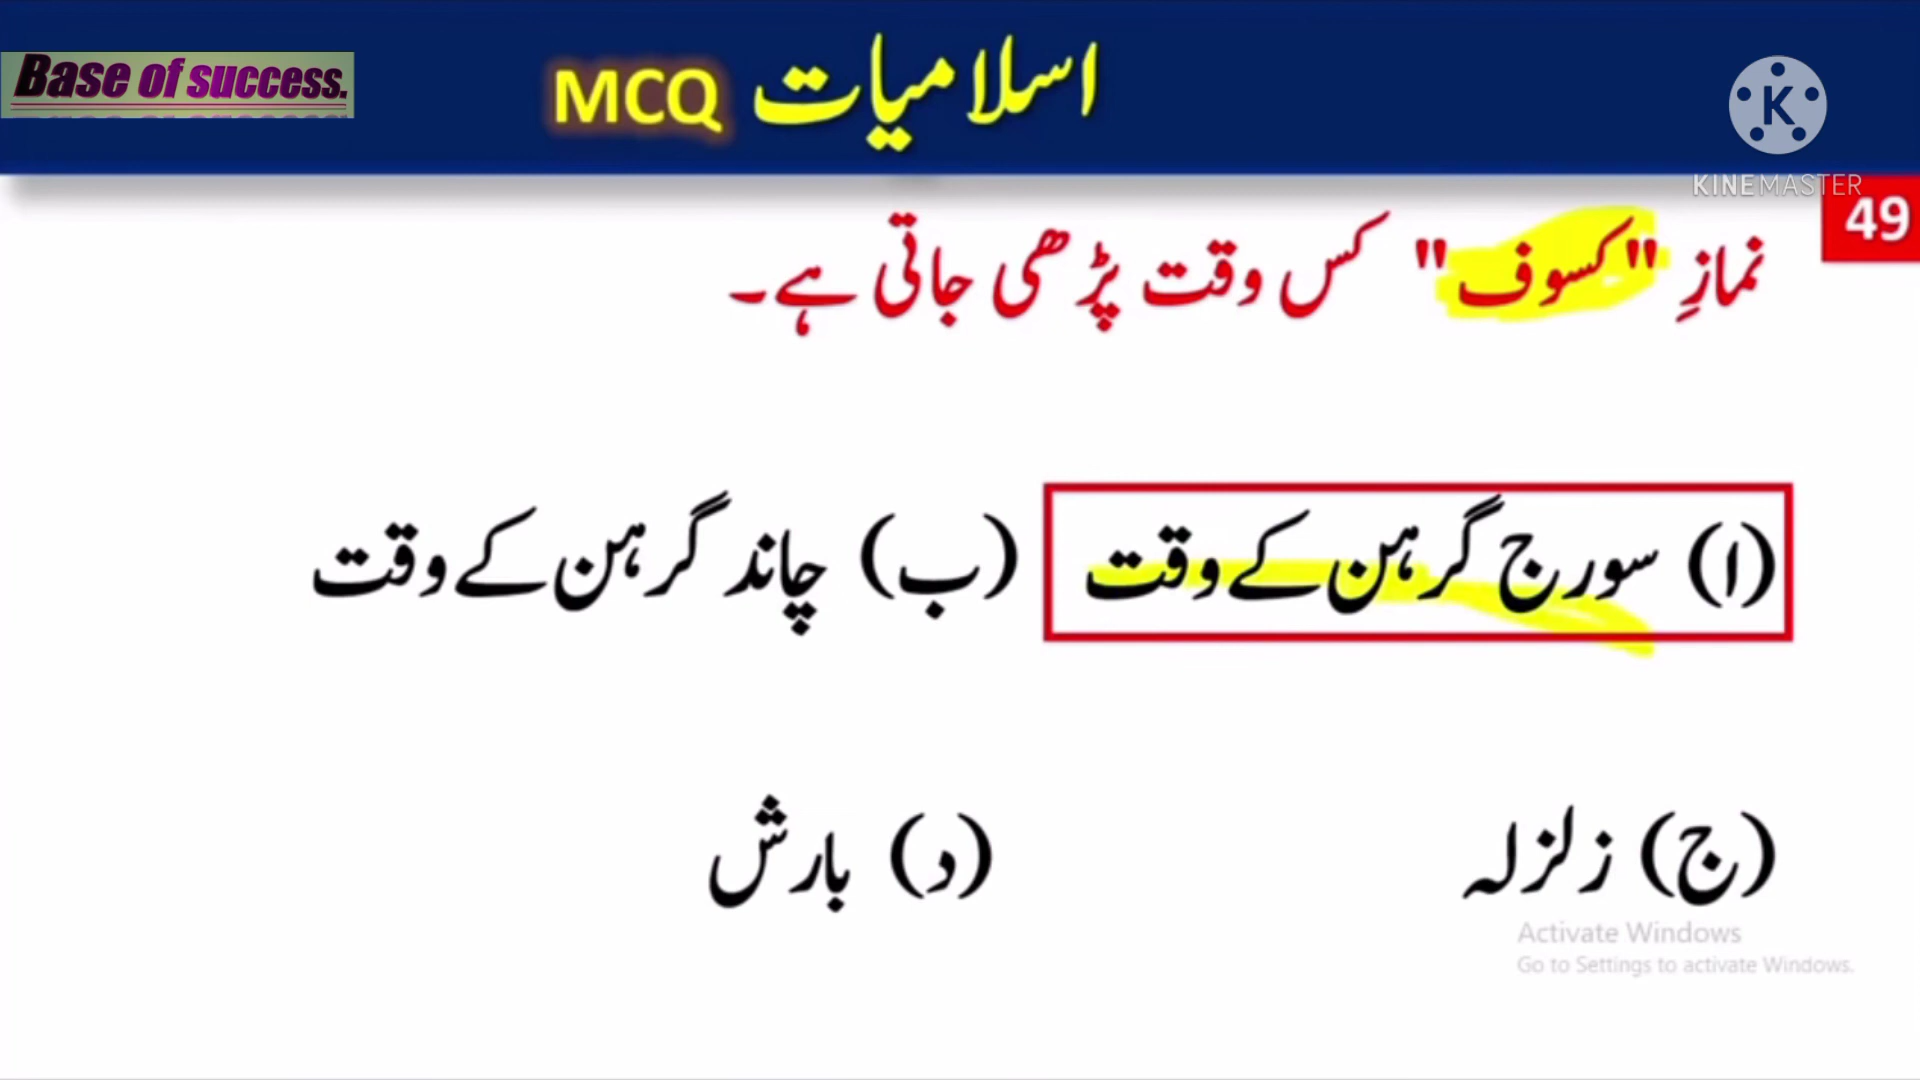 Base of success.
اسلامیات MCQ
KINEMASTER
49
نمازِ "کسوف" کس وقت پڑھی جاتی ہے۔
(ا) سورج گرہن کے وقت (ب) چاند گرہن کے وقت
(ج) زلزلہ (د) بارش
Activate Windows
Go to Settings to activate Windows.